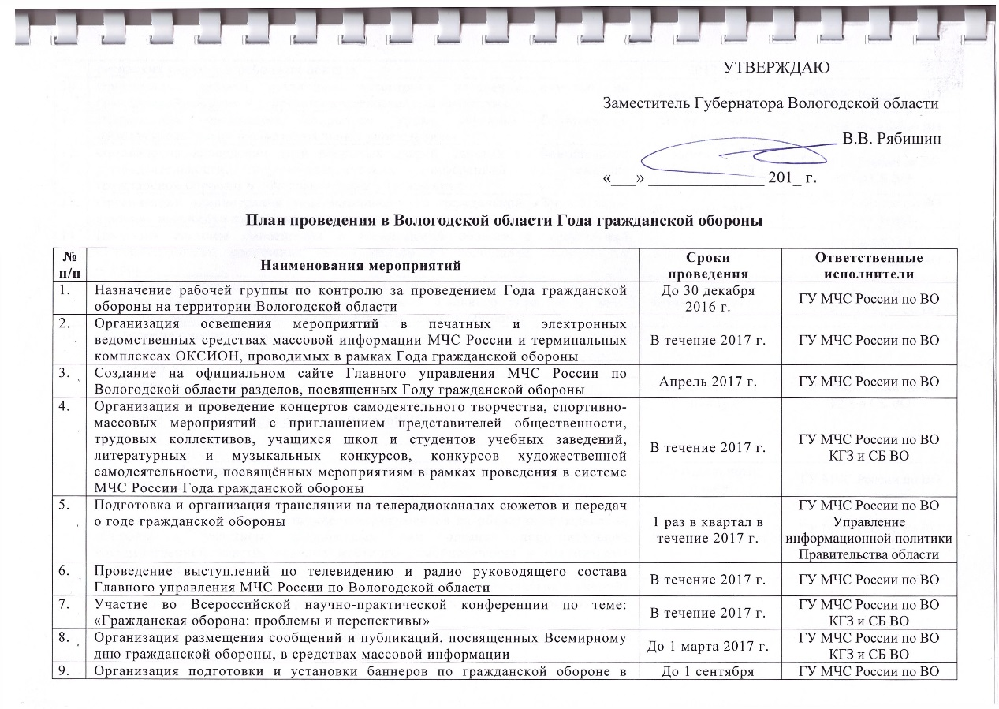 УТВЕРЖДАЮ
Заместитель Губернатора Вологодской области
В.В. Рябишин
«___» ________________ 201_ г.
План проведения в Вологодской области Года гражданской обороны
№ п/п
Наименования мероприятий
Сроки
проведения
Ответственные
исполнители
1.
Назначение рабочей группы по контролю за проведением Года гражданской
обороны на территории Вологодской области
До 30 декабря
2016 г.
ГУ МЧС России по ВО
2.
Организация освещения мероприятий в печатных и электронных
ведомственных средствах массовой информации МЧС России и терминальных
комплексах ОКСИОН, проводимых в рамках Года гражданской обороны
В течение 2017 г.
ГУ МЧС России по ВО
3.
Создание на официальном сайте Главного управления МЧС России по
Вологодской области разделов, посвященных Году гражданской обороны
Апрель 2017 г.
ГУ МЧС России по ВО
4.
Организация и проведение концертов самодеятельного творчества, спортивно-
массовых мероприятий с приглашением представителей общественности,
трудовых коллективов, учащихся школ и студентов учебных заведений,
литературных и музыкальных конкурсов, конкурсов художественной
самодеятельности, посвящённых мероприятиям в рамках проведения в системе
МЧС России Года гражданской обороны
В течение 2017 г.
ГУ МЧС России по ВО
КГЗ и СБ ВО
5.
Подготовка и организация трансляции на телерадиоканалах сюжетов и передач
о годе гражданской обороны
1 раз в квартал в
течение 2017 г.
ГУ МЧС России по ВО
Управление
информационной политики
Правительства области
6.
Проведение выступлений по телевидению и радио руководящего состава
Главного управления МЧС России по Вологодской области
В течение 2017 г.
ГУ МЧС России по ВО
7.
Участие во Всероссийской научно-практической конференции по теме:
«Гражданская оборона: проблемы и перспективы»
В течение 2017 г.
ГУ МЧС России по ВО
КГЗ и СБ ВО
8.
Организация размещения сообщений и публикаций, посвященных Всемирному
дню гражданской обороны, в средствах массовой информации
До 1 марта 2017 г.
ГУ МЧС России по ВО
КГЗ и СБ ВО
9.
Организация подготовки и установки баннеров по гражданской обороне в
До 1 сентября
ГУ МЧС России по ВО